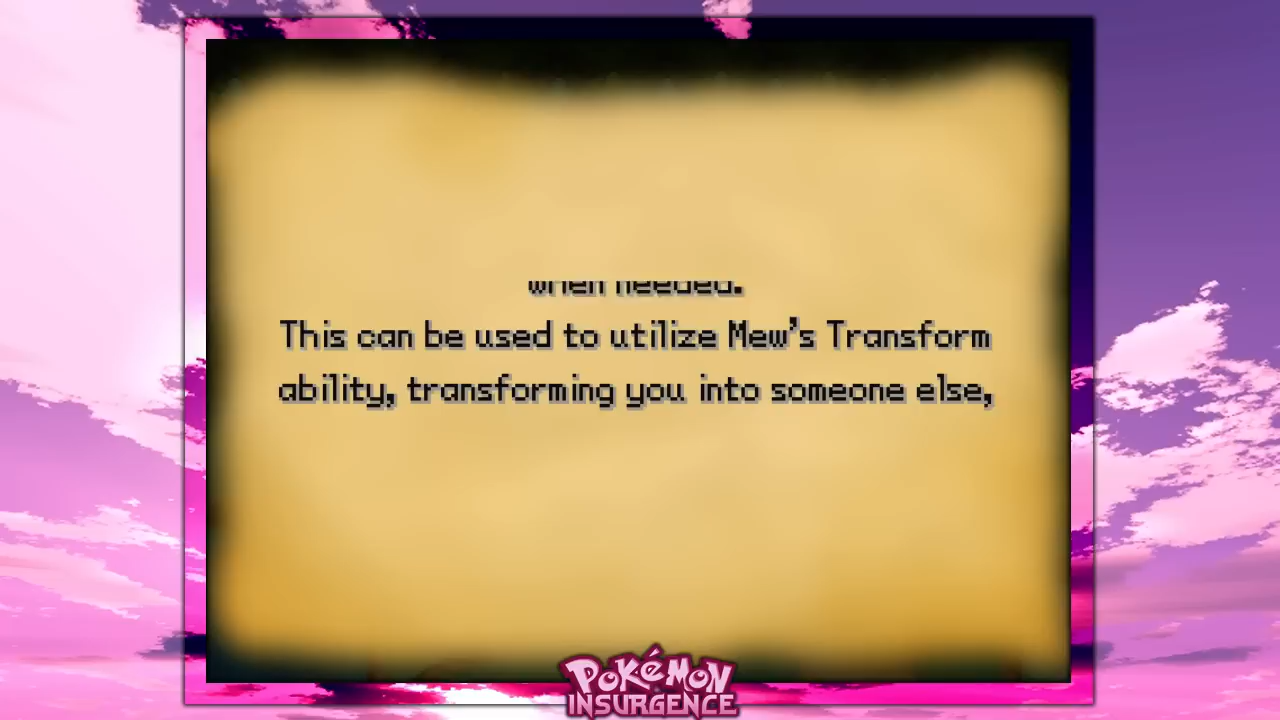 when needed.
This can be used to utilize Mew's Transform
ability, transforming you into someone else,
POKéMON
INSURGENCE